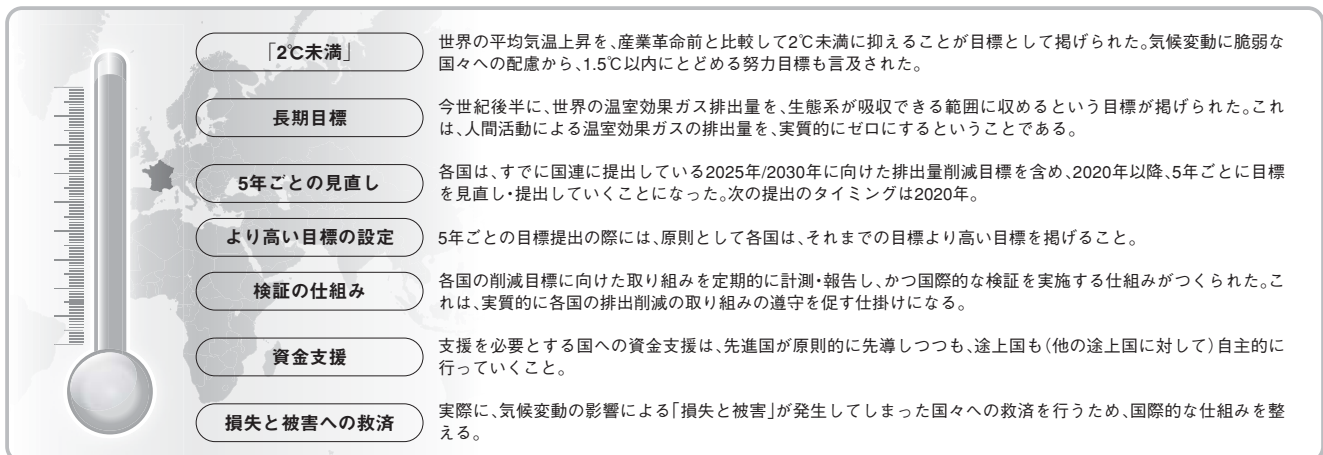 「2℃未満」
世界の平均気温上昇を、産業革命前と比較して2℃未満に抑えることが目標として掲げられた。気候変動に脆弱な
国々への配慮から、1.5℃以内にとどめる努力目標も言及された。
長期目標
今世紀後半に、世界の温室効果ガス排出量を、生態系が吸収できる範囲に収めるという目標が掲げられた。これ
は、人間活動による温室効果ガスの排出量を、実質的にゼロにするということである。
5年ごとの見直し
各国は、すでに国連に提出している2025年/2030年に向けた排出量削減目標を含め、2020年以降、5年ごとに目標
を見直し・提出していくことになった。次の提出のタイミングは2020年。
より高い目標の設定
5年ごとの目標提出の際には、原則として各国は、それまでの目標より高い目標を掲げること。
検証の仕組み
各国の削減目標に向けた取り組みを定期的に計測・報告し、かつ国際的な検証を実施する仕組みがつくられた。こ
れは、実質的に各国の排出削減の取り組みの遵守を促す仕掛けになる。
資金支援
支援を必要とする国への資金支援は、先進国が原則的に先導しつつも、途上国も(他の途上国に対して)自主的に
行っていくこと。
損失と被害への救済
実際に、気候変動の影響による「損失と被害」が発生してしまった国々への救済を行うため、国際的な仕組みを整
える。